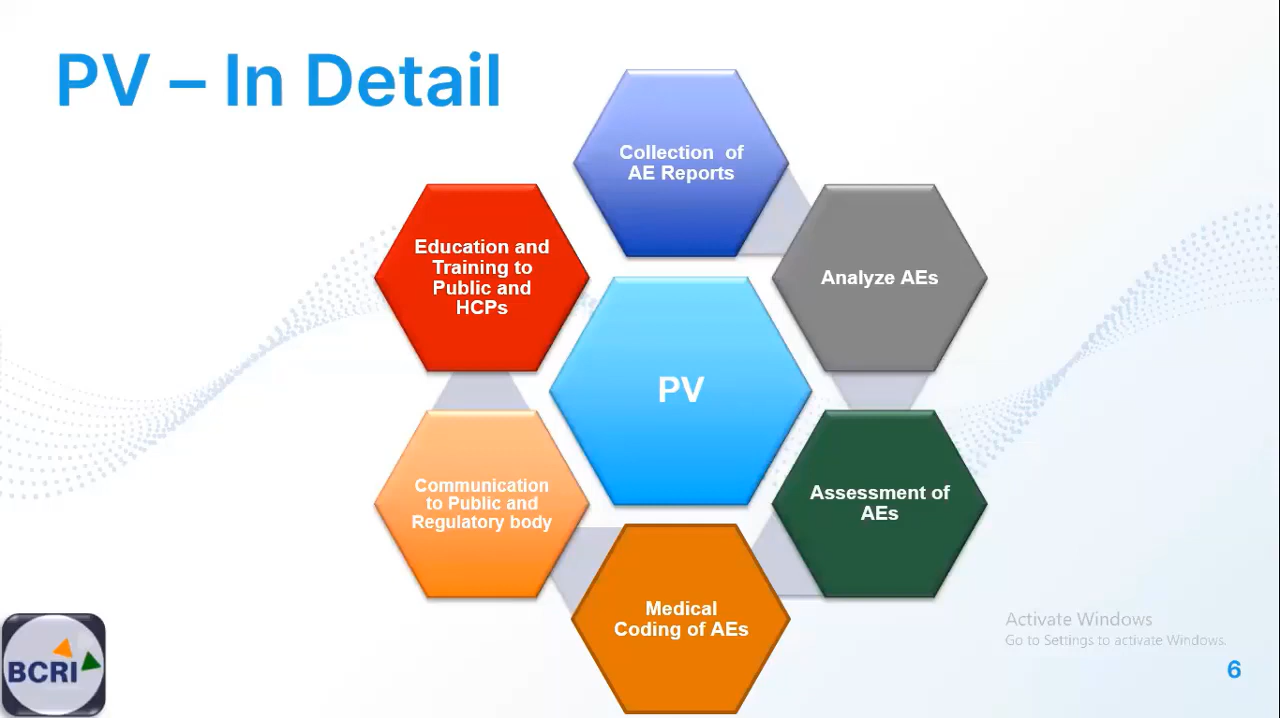 PV – In Detail
Collection of
AE Reports
Analyze AEs
Assessment of
AEs
Medical
Coding of AEs
Communication
to Public and
Regulatory body
Education and
Training to
Public and
HCPs
PV
BCRI
Activate Windows
Go to Settings to activate Windows.
6